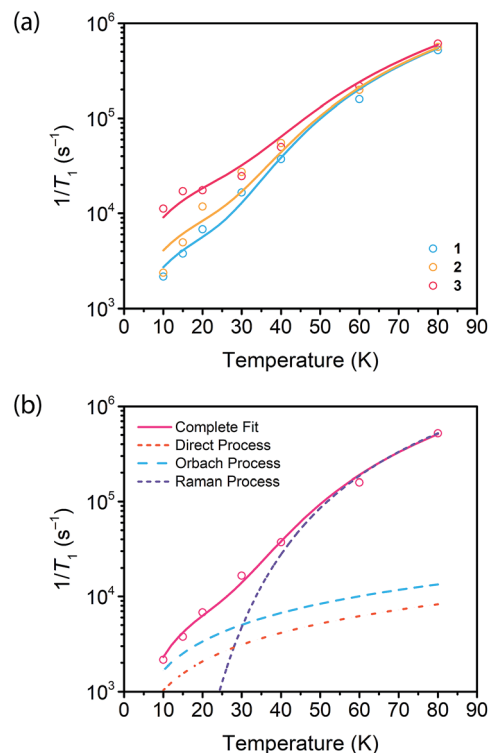 (a)
10⁶
10⁵
10⁴
10³
1/T₁ (s⁻¹)
1
2
3
0 10 20 30 40 50 60 70 80 90
Temperature (K)
(b)
10⁶
10⁵
10⁴
10³
1/T₁ (s⁻¹)
Complete Fit
Direct Process
Orbach Process
Raman Process
0 10 20 30 40 50 60 70 80 90
Temperature (K)